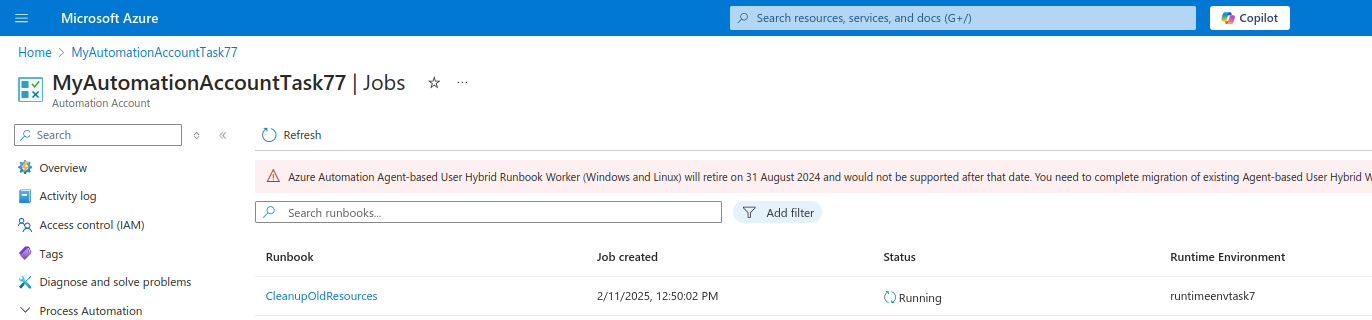 Microsoft Azure
Search resources, services, and docs (G+/)
Copilot
Home > MyAutomationAccountTask77
MyAutomationAccountTask77 | Jobs ☆ ...
Automation Account
Search
Refresh
Overview
Activity log
Access control (IAM)
Tags
Diagnose and solve problems
Process Automation
Azure Automation Agent-based User Hybrid Runbook Worker (Windows and Linux) will retire on 31 August 2024 and would not be supported after that date. You need to complete migration of existing Agent-based User Hybrid W
Search runbooks...
Add filter
Runbook Job created Status Runtime Environment
CleanupOldResources 2/11/2025, 12:50:02 PM Running runtimeenvtask7